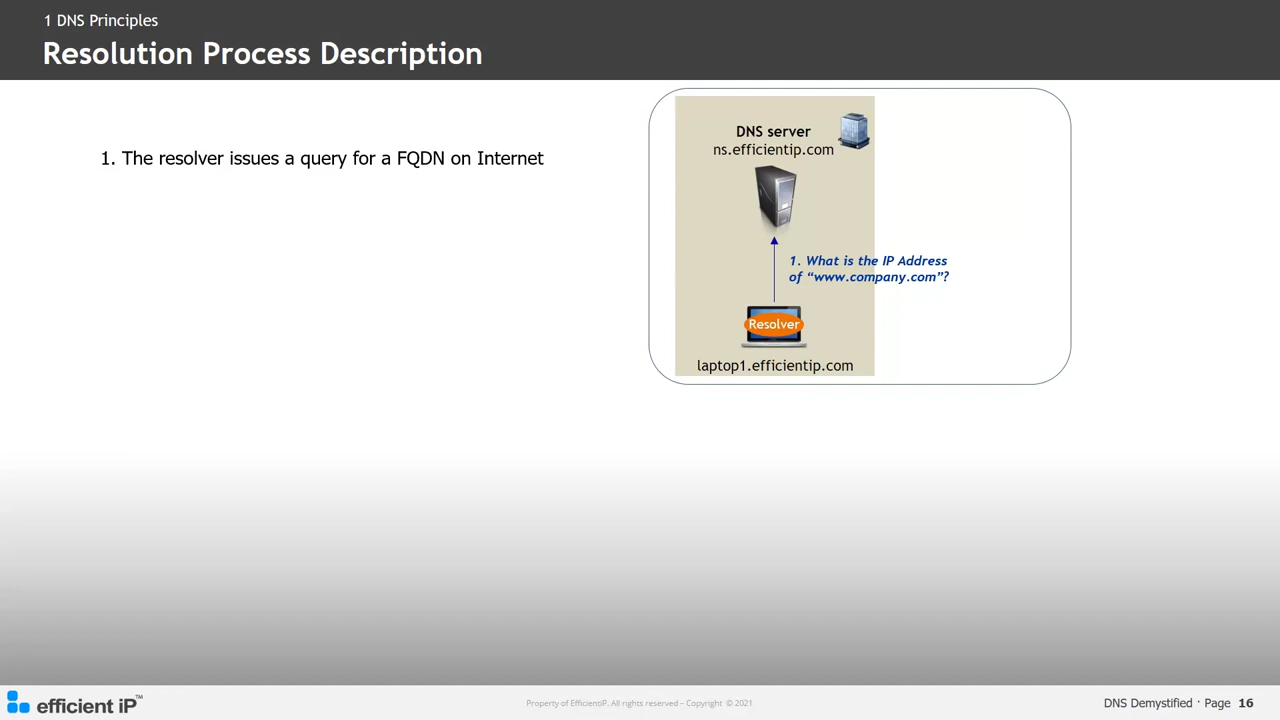 1 DNS Principles
Resolution Process Description
1. The resolver issues a query for a FQDN on Internet
DNS server
ns.efficientip.com
1. What is the IP Address
of “www.company.com”?
Resolver
laptop1.efficientip.com
efficient iP™
Property of EfficientiP. All rights reserved – Copyright © 2021
DNS Demystified · Page 16